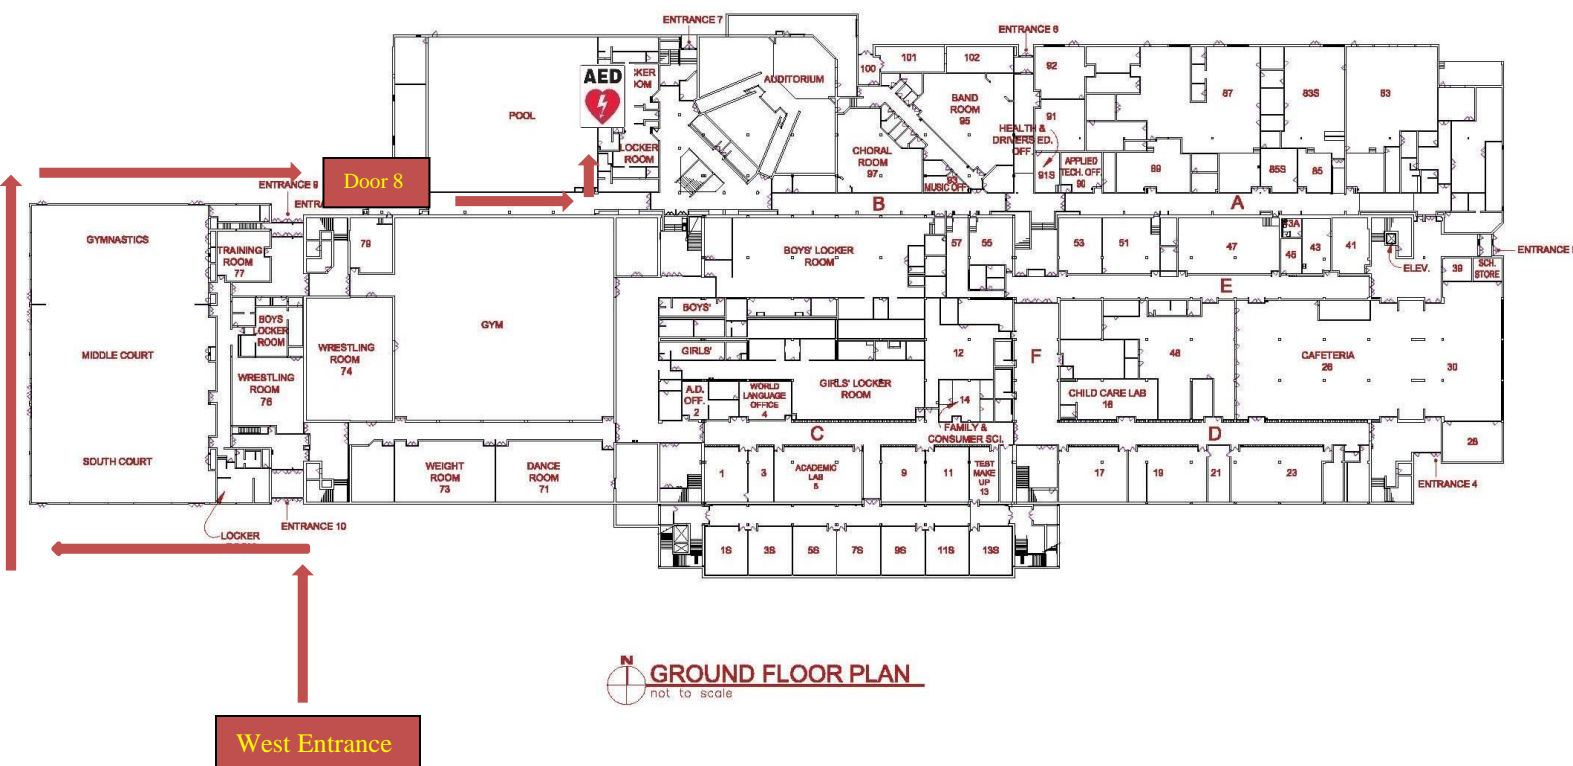 ENTRANCE 7
ENTRANCE 6
101
102
100
92
AUDITORIUM
87
83S
83
AED
LOCKER
ROOM
POOL
BAND
ROOM
95
91
HEALTH &
DRIVERS ED.
OFF.
LOCKER
ROOM
CHORAL
ROOM
97
93
MUSIC OFF.
91S
APPLIED
TECH. OFF.
90
89
85S
85
Door 8
ENTRANCE 9
B
A
GYMNASTICS
TRAINING
ROOM
77
79
BOYS' LOCKER
ROOM
57
55
53
51
47
43A
45
43
41
ELEV.
39
SCH.
STORE
ENTRANCE 5
E
BOYS
LOCKER
ROOM
GYM
BOYS'
MIDDLE COURT
WRESTLING
ROOM
74
GIRLS'
12
F
48
CAFETERIA
26
30
WRESTLING
ROOM
76
A.D.
OFF.
2
WORLD
LANGUAGE
OFFICE
4
GIRLS' LOCKER
ROOM
14
CHILD CARE LAB
16
C
FAMILY &
CONSUMER SCI.
D
28
SOUTH COURT
WEIGHT
ROOM
73
DANCE
ROOM
71
1
3
ACADEMIC
LAB
5
9
11
TEST
MAKE
UP
13
17
19
21
23
ENTRANCE 4
ENTRANCE 10
LOCKER
1S
3S
5S
7S
9S
11S
13S
N
GROUND FLOOR PLAN
not to scale
West Entrance